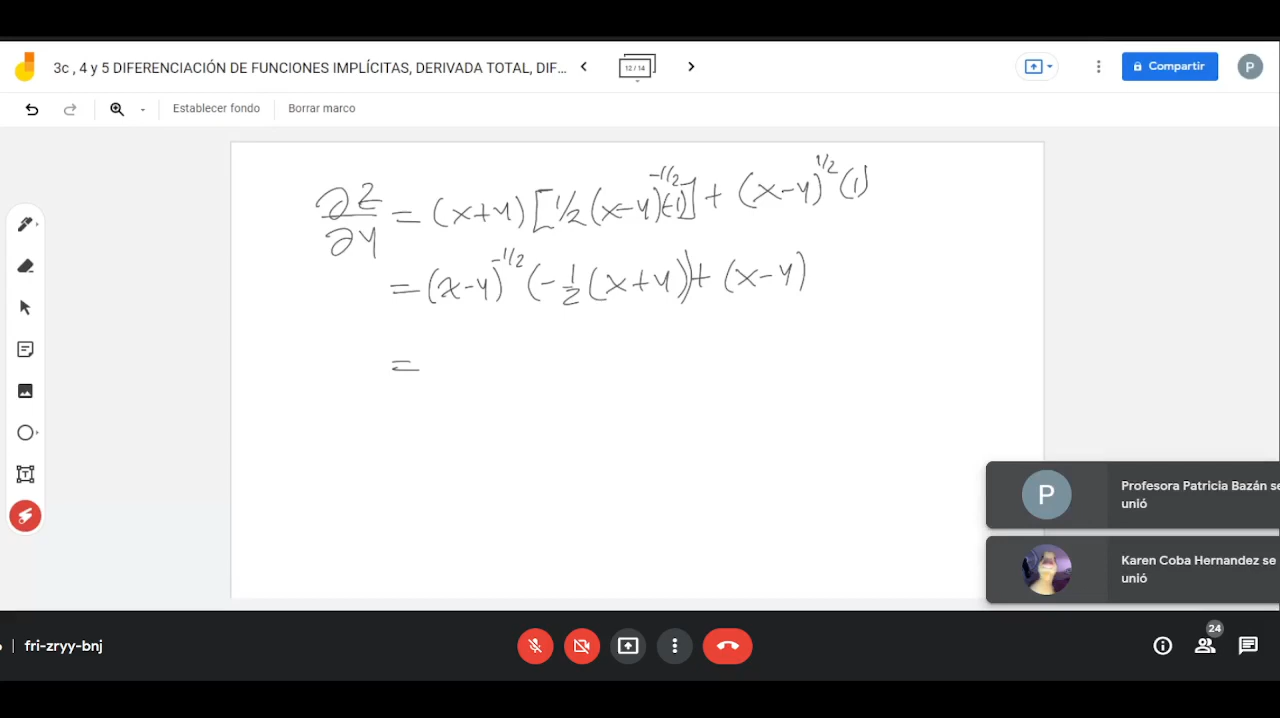 3c , 4 y 5 DIFERENCIACIÓN DE FUNCIONES IMPLÍCITAS, DERIVADA TOTAL, DIF...
12 / 14
Compartir
P
Establecer fondo
Borrar marco
∂z/∂y = (x+y) [1/2 (x-y)^-1/2 (-1)] + (x-y)^1/2 (1)
= (x-y)^-1/2 (-1/2 (x+y)) + (x-y)
=
P
Profesora Patricia Bazán se
unió
Karen Coba Hernandez se
unió
fri-zryy-bnj
24